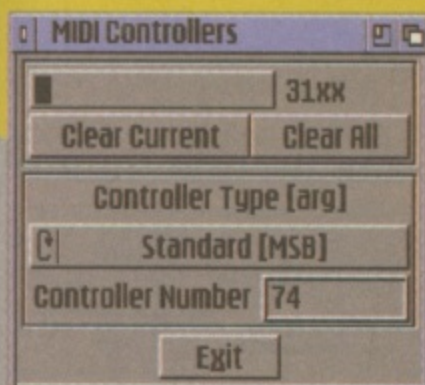 MIDI Controllers
31xx
Clear Current Clear All
Controller Type [arg]
Standard [MSB]
Controller Number 74
Exit